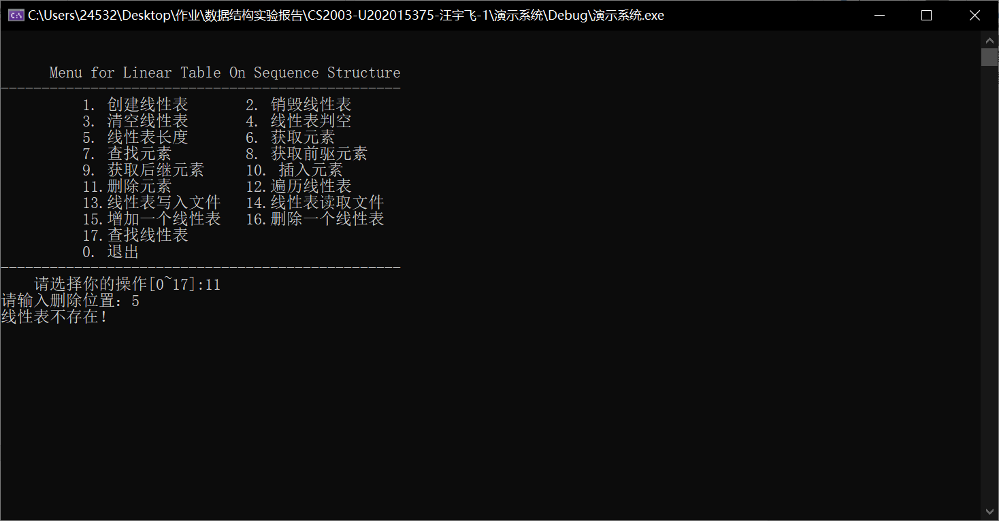 C:\Users\24532\Desktop\作业\数据结构实验报告\CS2003-U202015375-汪宇飞-1\演示系统\Debug\演示系统.exe
Menu for Linear Table On Sequence Structure
-------------------------------------------------
1. 创建线性表 2. 销毁线性表
3. 清空线性表 4. 线性表判空
5. 线性表长度 6. 获取元素
7. 查找元素 8. 获取前驱元素
9. 获取后继元素 10. 插入元素
11.删除元素 12.遍历线性表
13.线性表写入文件 14.线性表读取文件
15.增加一个线性表 16.删除一个线性表
17.查找线性表
0. 退出
-------------------------------------------------
请选择你的操作[0~17]:11
请输入删除位置：5
线性表不存在！